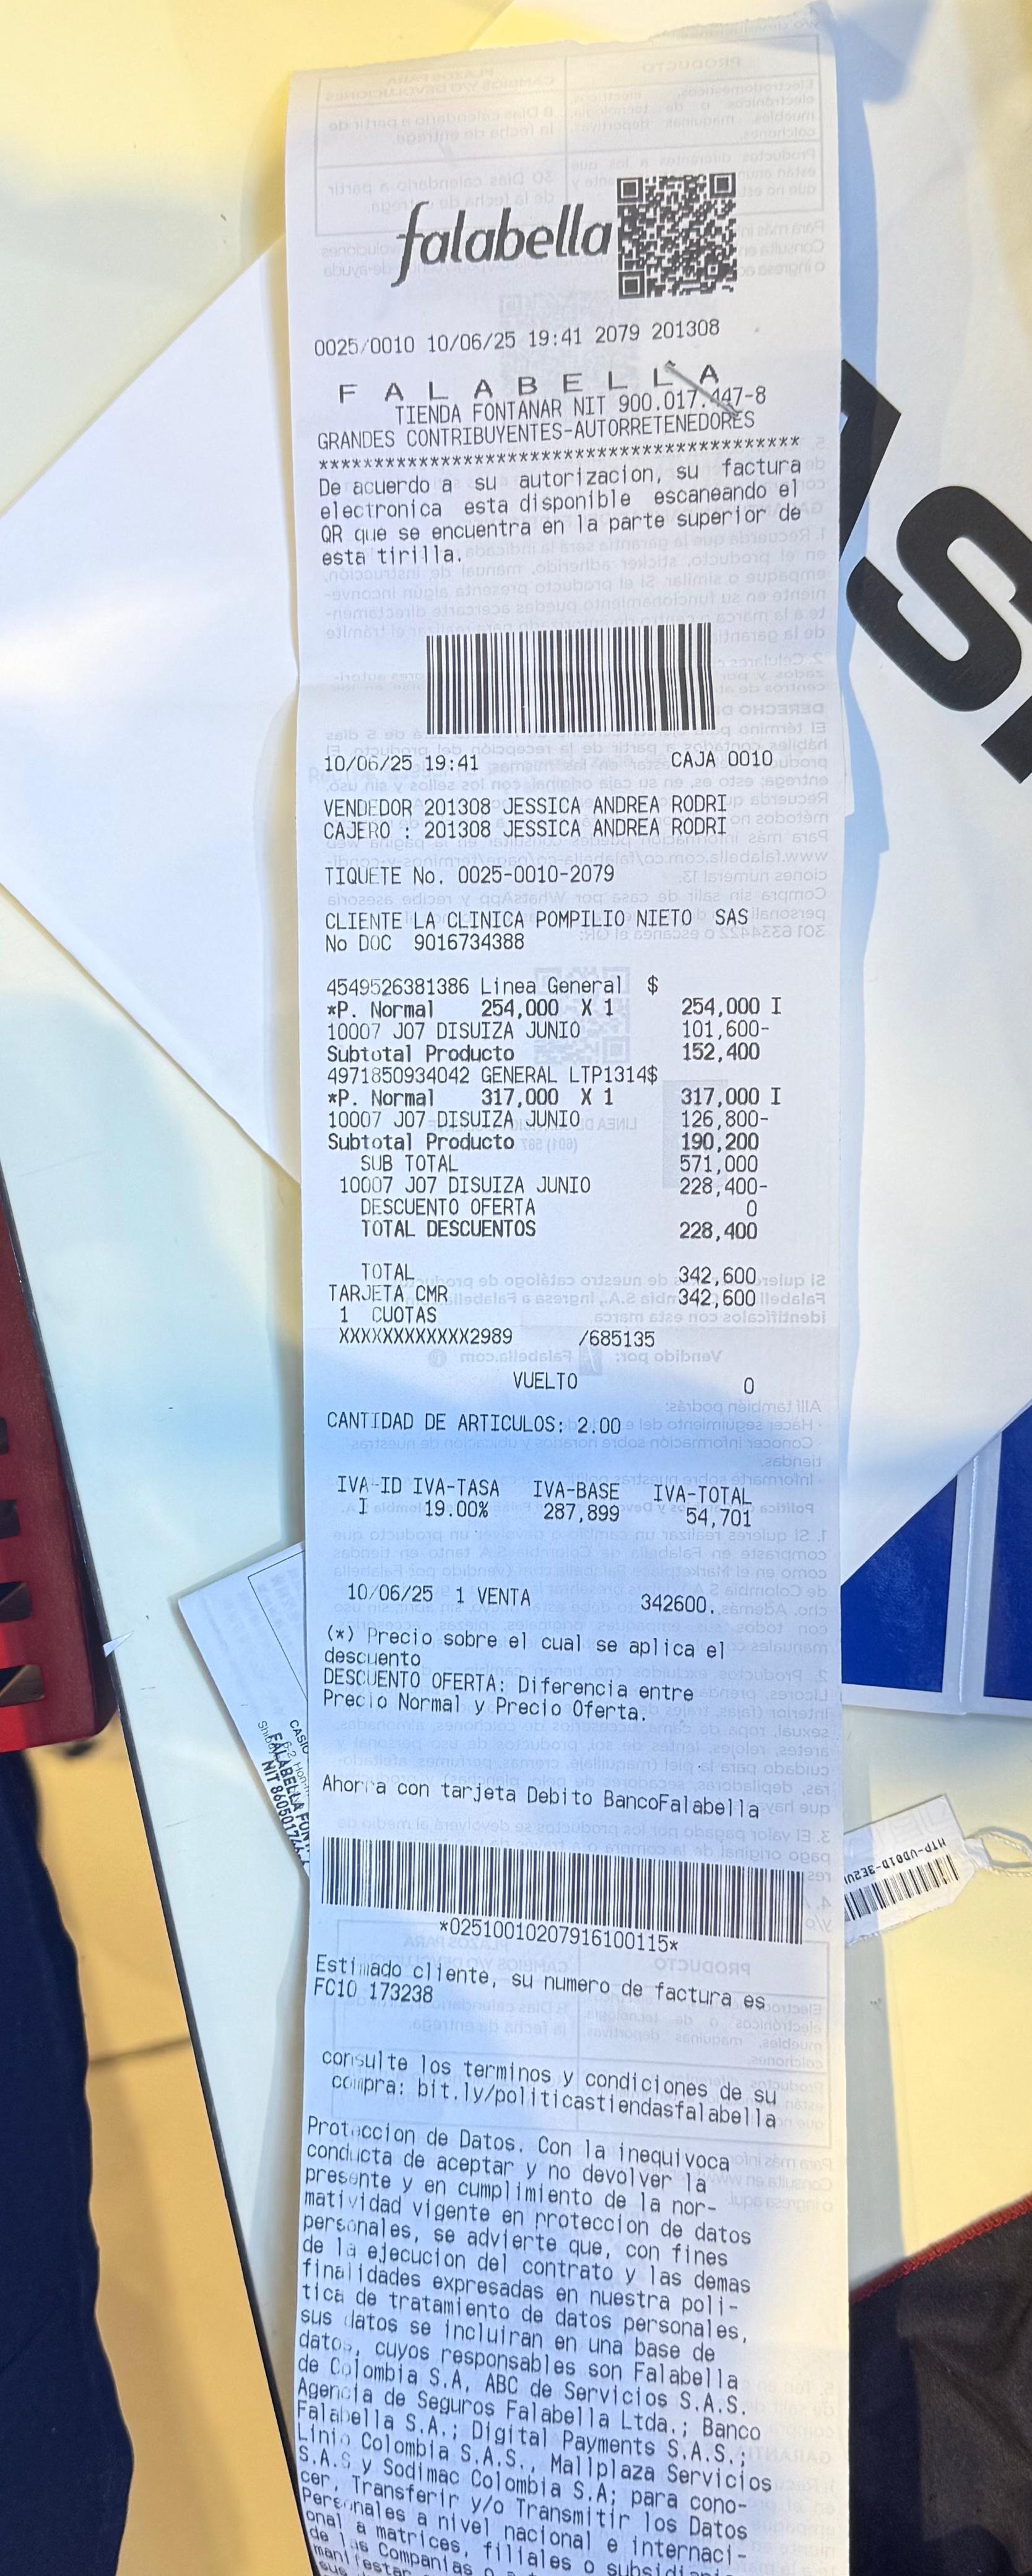 falabella
0025/0010 10/06/25 19:41 2079 201308
F A L A B E L L A
TIENDA FONTANAR NIT 900.017.447-8
GRANDES CONTRIBUYENTES-AUTORRETENEDORES
********************************************
De acuerdo a su autorizacion, su factura
electronica esta disponible escaneando el
QR que se encuentra en la parte superior de
esta tirilla.
10/06/25 19:41 CAJA 0010
VENDEDOR 201308 JESSICA ANDREA RODRI
CAJERO : 201308 JESSICA ANDREA RODRI
TIQUETE No. 0025-0010-2079
CLIENTE LA CLINICA POMPILIO NIETO SAS
No DOC 9016734388
4549526381386 Linea General $
*P. Normal 254,000 X 1 254,000 I
10007 J07 DISUIZA JUNIO 101,600-
Subtotal Producto 152,400
4971850934042 GENERAL LTP1314$
*P. Normal 317,000 X 1 317,000 I
10007 J07 DISUIZA JUNIO 126,800-
Subtotal Producto 190,200
SUB TOTAL 571,000
10007 J07 DISUIZA JUNIO 228,400-
DESCUENTO OFERTA 0
TOTAL DESCUENTOS 228,400
TOTAL 342,600
TARJETA CMR 342,600
1 CUOTAS
XXXXXXXXXXXX2989 /685135
VUELTO 0
CANTIDAD DE ARTICULOS: 2.00
IVA-ID IVA-TASA IVA-BASE IVA-TOTAL
I 19.00% 287,899 54,701
10/06/25 1 VENTA 342600.
(*) Precio sobre el cual se aplica el
descuento
DESCUENTO OFERTA: Diferencia entre
Precio Normal y Precio Oferta.
Ahorra con tarjeta Debito BancoFalabella
*02510010207916100115*
Estimado cliente, su numero de factura es
FC10 173238
consulte los terminos y condiciones de su
compra: bit.ly/politicastiendasfalabella
Proteccion de Datos. Con la inequivoca
conducta de aceptar y no devolver la
presente y en cumplimiento de la nor-
matividad vigente en proteccion de datos
personales, se advierte que, con fines
de la ejecucion del contrato y las demas
finalidades expresadas en nuestra poli-
tica de tratamiento de datos personales,
sus datos se incluiran en una base de
datos, cuyos responsables son Falabella
de Colombia S.A, ABC de Servicios S.A.S.
Agencia de Seguros Falabella Ltda.; Banco
Falabella S.A.; Digital Payments S.A.S.;
Linio Colombia S.A.S., Mallplaza Servicios
S.A.S y Sodimac Colombia S.A; para cono-
cer, Transferir y/o Transmitir los Datos
Personales a nivel nacional e internaci-
onal a matrices, filiales o
de las Companias
CASIO
FALABELLA FON